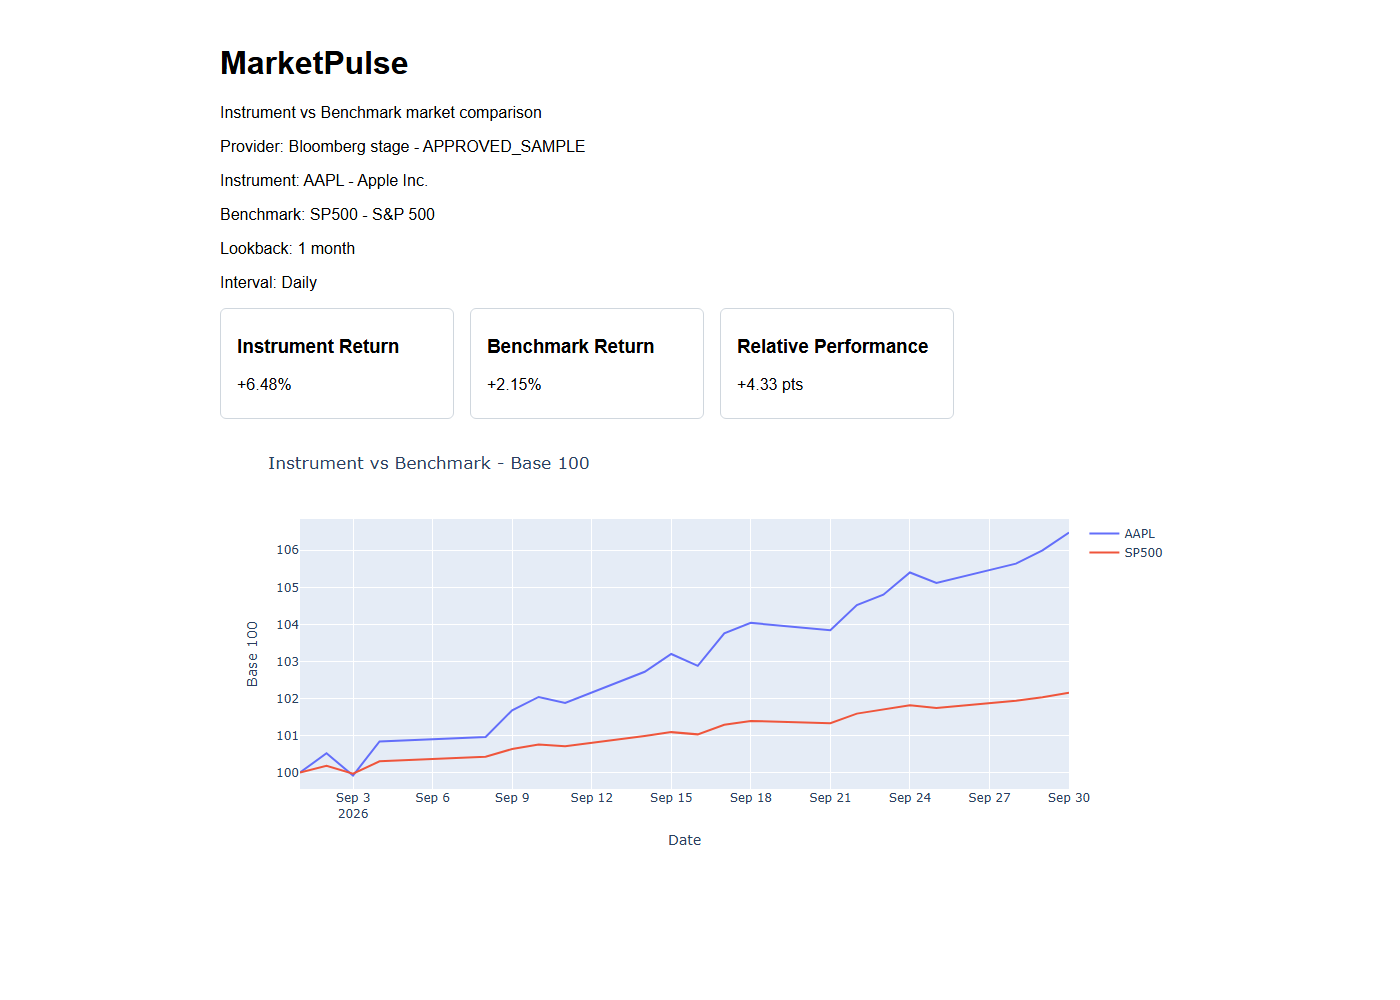 MarketPulse
Instrument vs Benchmark market comparison
Provider: Bloomberg stage - APPROVED_SAMPLE
Instrument: AAPL - Apple Inc.
Benchmark: SP500 - S&P 500
Lookback: 1 month
Interval: Daily
Instrument Return
+6.48%
Benchmark Return
+2.15%
Relative Performance
+4.33 pts
Instrument vs Benchmark - Base 100
AAPL
SP500
Base 100
106
105
104
103
102
101
100
Sep 3
2026
Sep 6
Sep 9
Sep 12
Sep 15
Sep 18
Sep 21
Sep 24
Sep 27
Sep 30
Date